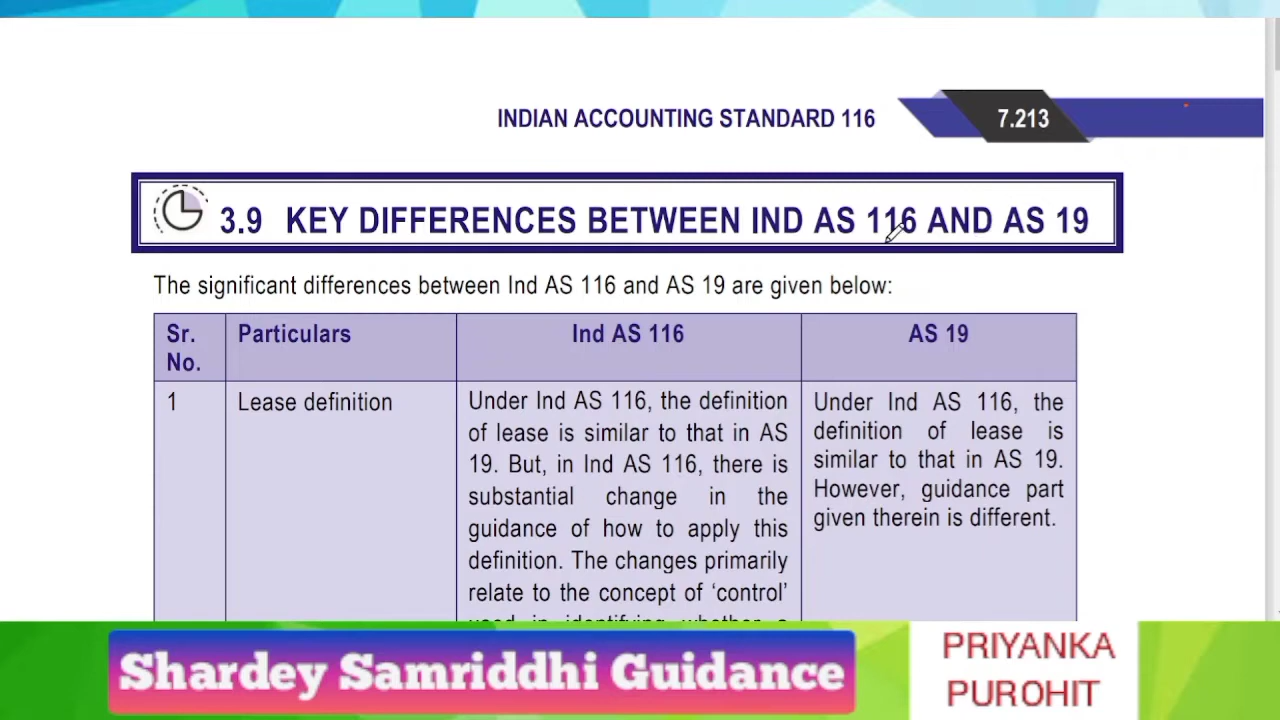 INDIAN ACCOUNTING STANDARD 116
7.213
3.9 KEY DIFFERENCES BETWEEN IND AS 116 AND AS 19
The significant differences between Ind AS 116 and AS 19 are given below:
Sr. No.
Particulars
Ind AS 116
AS 19
1
Lease definition
Under Ind AS 116, the definition
of lease is similar to that in AS
19. But, in Ind AS 116, there is
substantial change in the
guidance of how to apply this
definition. The changes primarily
relate to the concept of ‘control’
used in identifying whether a
Under Ind AS 116, the
definition of lease is
similar to that in AS 19.
However, guidance part
given therein is different.
Shardey Samriddhi Guidance
PRIYANKA
PUROHIT